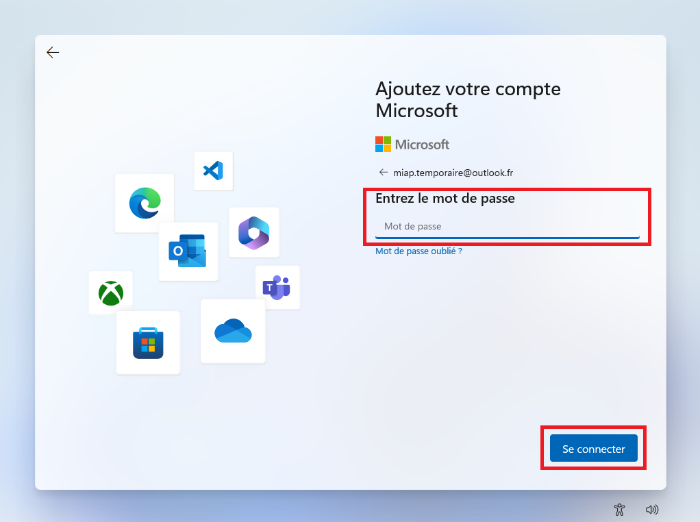 Ajoutez votre compte
Microsoft
Microsoft
miap.temporaire@outlook.fr
Entrez le mot de passe
Mot de passe
Mot de passe oublié ?
Se connecter